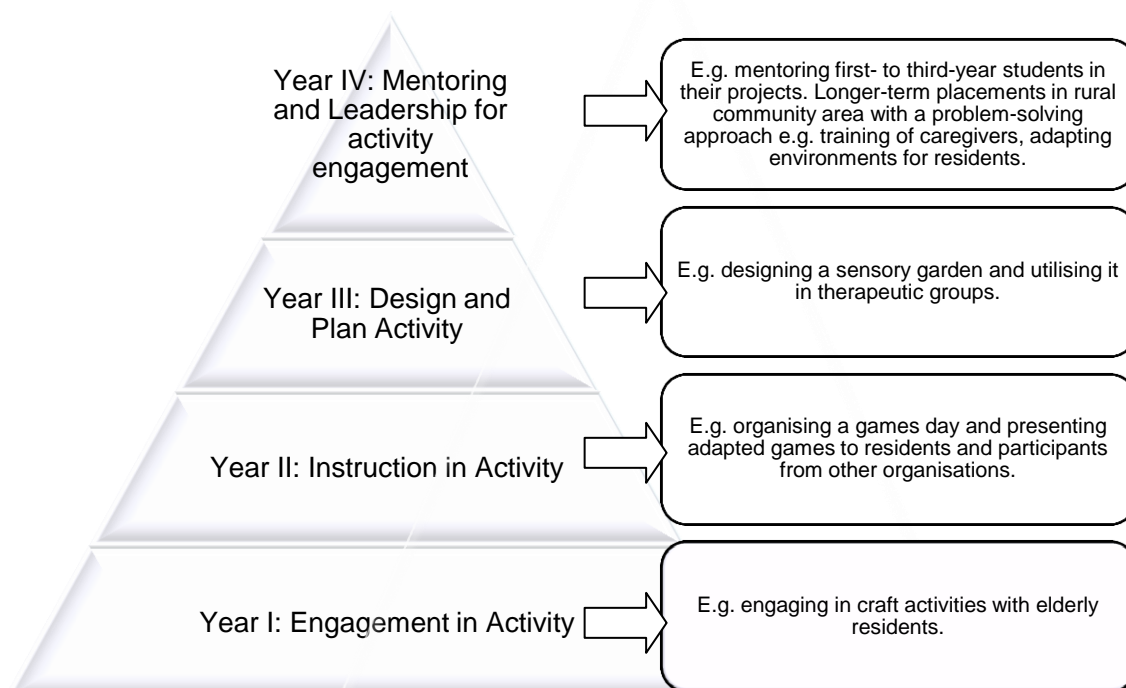 Year IV: Mentoring
and Leadership for
activity
engagement
E.g. mentoring first- to third-year students in
their projects. Longer-term placements in rural
community area with a problem-solving
approach e.g. training of caregivers, adapting
environments for residents.
Year III: Design and
Plan Activity
E.g. designing a sensory garden and utilising it
in therapeutic groups.
Year II: Instruction in Activity
E.g. organising a games day and presenting
adapted games to residents and participants
from other organisations.
Year I: Engagement in Activity
E.g. engaging in craft activities with elderly
residents.